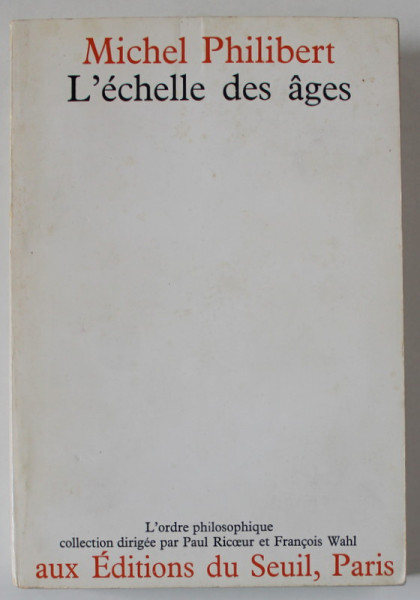 Michel Philibert
L'échelle des âges
L'ordre philosophique
collection dirigée par Paul Ricœur et François Wahl
aux Éditions du Seuil, Paris